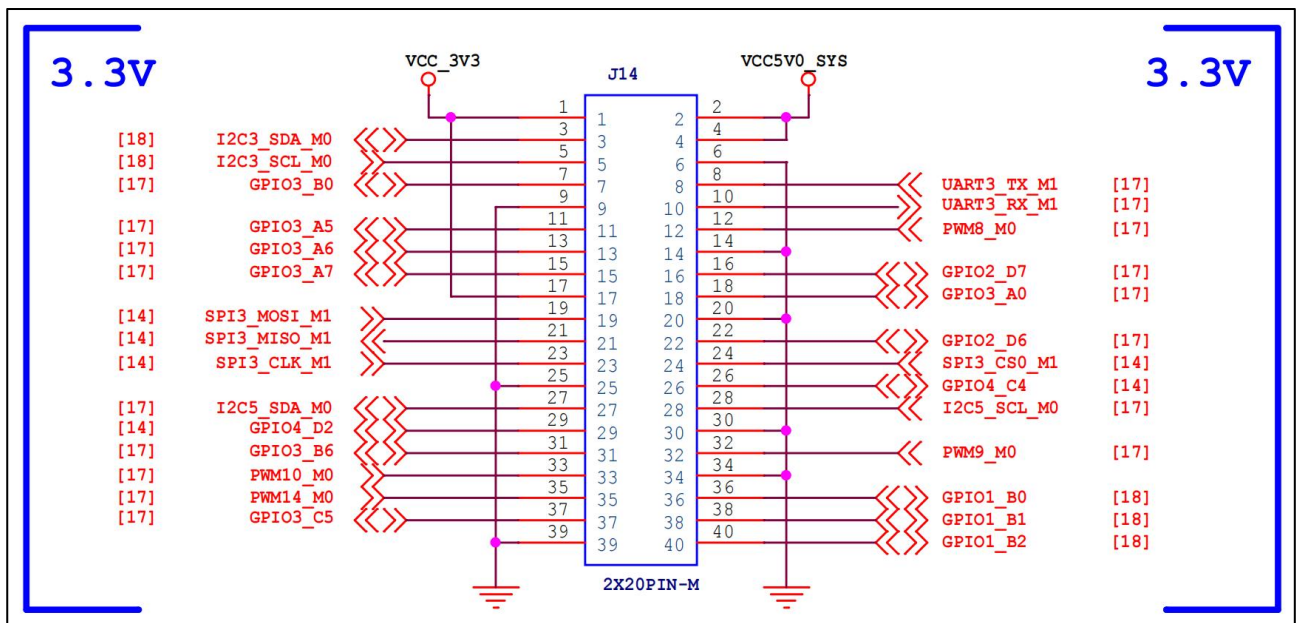 3.3V VCC_3V3 J14 VCC5V0_SYS 3.3V
1 1 2 2
[18] I2C3_SDA_M0 3 3 4 4
[18] I2C3_SCL_M0 5 5 6 6
[17] GPIO3_B0 7 7 8 8 UART3_TX_M1 [17]
9 9 10 10 UART3_RX_M1 [17]
[17] GPIO3_A5 11 11 12 12 PWM8_M0 [17]
[17] GPIO3_A6 13 13 14 14
[17] GPIO3_A7 15 15 16 16 GPIO2_D7 [17]
17 17 18 18 GPIO3_A0 [17]
[14] SPI3_MOSI_M1 19 19 20 20
[14] SPI3_MISO_M1 21 21 22 22 GPIO2_D6 [17]
[14] SPI3_CLK_M1 23 23 24 24 SPI3_CS0_M1 [14]
25 25 26 26 GPIO4_C4 [14]
[17] I2C5_SDA_M0 27 27 28 28 I2C5_SCL_M0 [17]
[14] GPIO4_D2 29 29 30 30
[17] GPIO3_B6 31 31 32 32 PWM9_M0 [17]
[17] PWM10_M0 33 33 34 34
[17] PWM14_M0 35 35 36 36 GPIO1_B0 [18]
[17] GPIO3_C5 37 37 38 38 GPIO1_B1 [18]
39 39 40 40 GPIO1_B2 [18]
2X20PIN-M